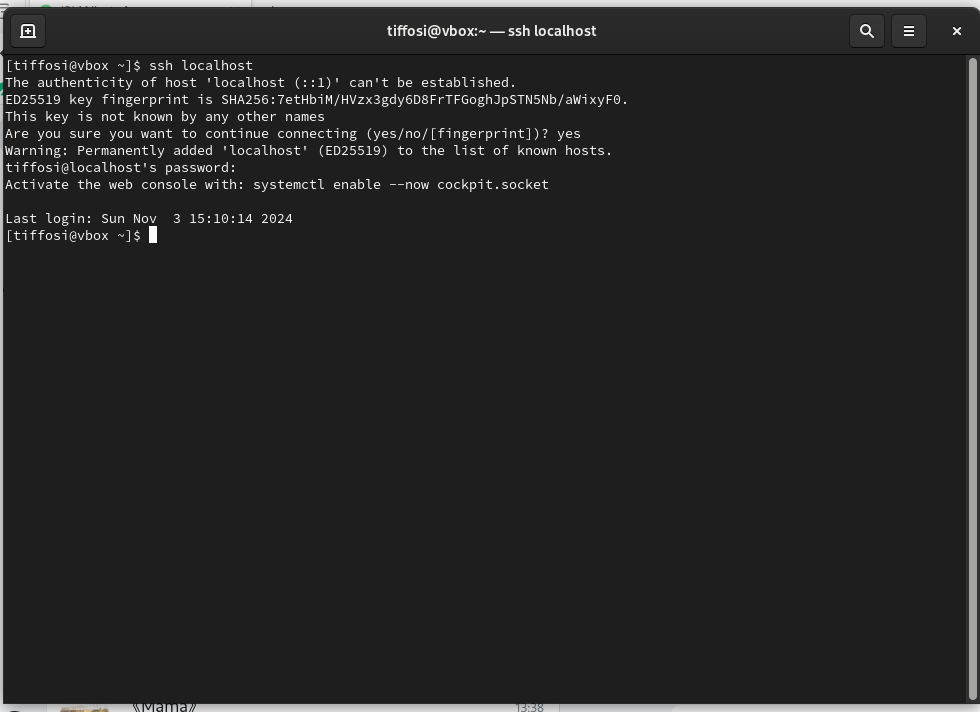 tiffosi@vbox:~ — ssh localhost
[tiffosi@vbox ~]$ ssh localhost
The authenticity of host 'localhost (::1)' can't be established.
ED25519 key fingerprint is SHA256:7etHbiM/HVzx3gdy6D8FrTFGoghJpSTN5Nb/aWixyF0.
This key is not known by any other names
Are you sure you want to continue connecting (yes/no/[fingerprint])? yes
Warning: Permanently added 'localhost' (ED25519) to the list of known hosts.
tiffosi@localhost's password:
Activate the web console with: systemctl enable --now cockpit.socket
Last login: Sun Nov  3 15:10:14 2024
[tiffosi@vbox ~]$
《Mama》
13:38